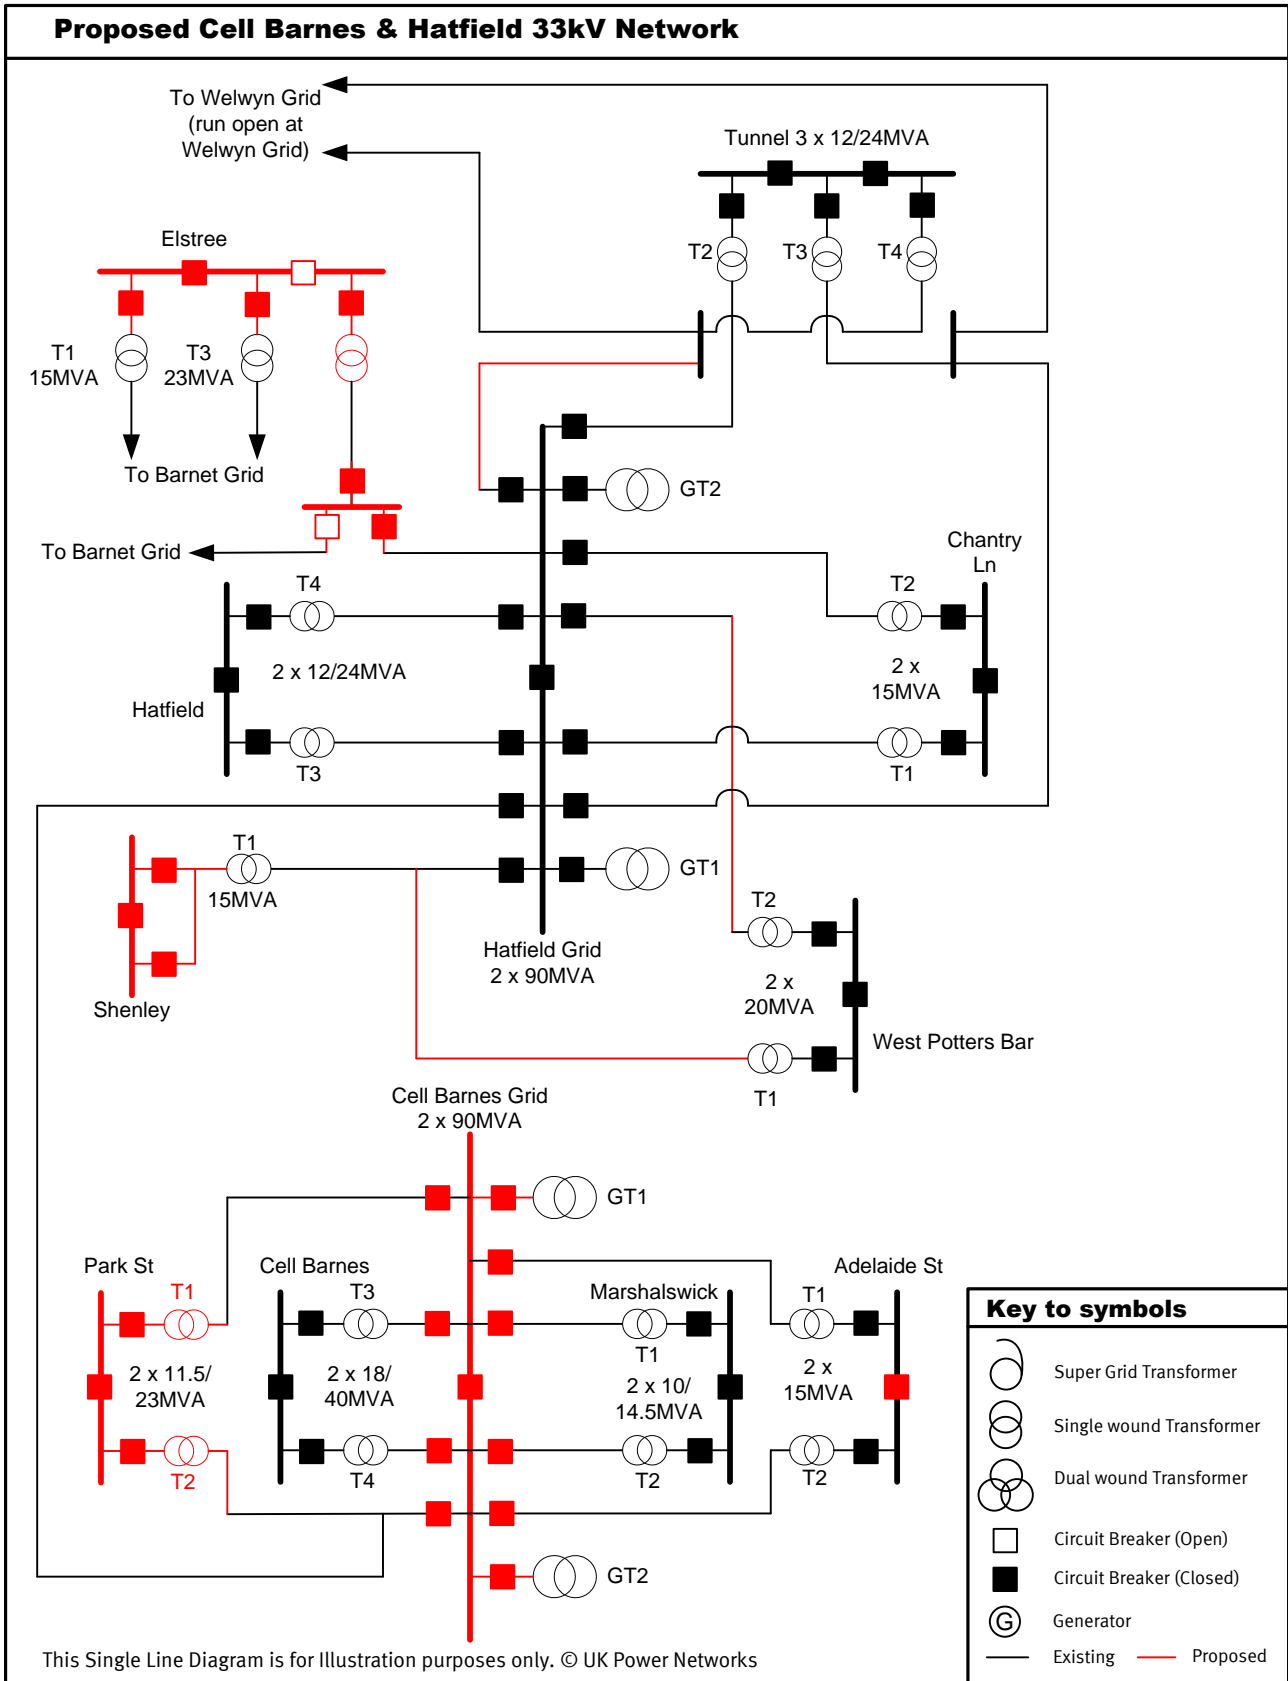 Proposed Cell Barnes & Hatfield 33kV Network
To Welwyn Grid
(run open at
Welwyn Grid)
Tunnel 3 x 12/24MVA
T2
T3
T4
Elstree
T1
15MVA
T3
23MVA
To Barnet Grid
GT2
To Barnet Grid
Chantry
Ln
T4
T2
2 x 12/24MVA
2 x
15MVA
Hatfield
T3
T1
T1
15MVA
GT1
T2
Hatfield Grid
2 x 90MVA
2 x
20MVA
Shenley
West Potters Bar
T1
Cell Barnes Grid
2 x 90MVA
GT1
Park St
Cell Barnes
Marshalswick
Adelaide St
T1
T3
T1
T1
2 x 11.5/
23MVA
2 x 18/
40MVA
2 x 10/
14.5MVA
2 x
15MVA
T2
T4
T2
T2
GT2
Key to symbols
Super Grid Transformer
Single wound Transformer
Dual wound Transformer
Circuit Breaker (Open)
Circuit Breaker (Closed)
G
Generator
Existing
Proposed
This Single Line Diagram is for Illustration purposes only. © UK Power Networks